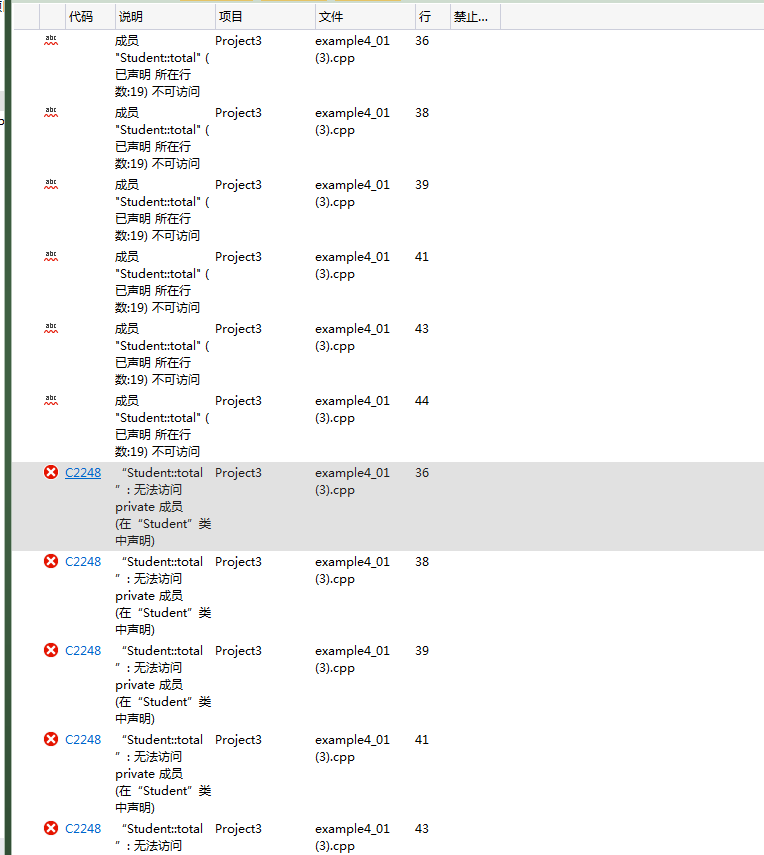 代码 说明 项目 文件 行 禁止...
成员 Project3 example4_01 36
"Student::total" ( (3).cpp
已声明 所在行
数:19) 不可访问
成员 Project3 example4_01 38
"Student::total" ( (3).cpp
已声明 所在行
数:19) 不可访问
成员 Project3 example4_01 39
"Student::total" ( (3).cpp
已声明 所在行
数:19) 不可访问
成员 Project3 example4_01 41
"Student::total" ( (3).cpp
已声明 所在行
数:19) 不可访问
成员 Project3 example4_01 43
"Student::total" ( (3).cpp
已声明 所在行
数:19) 不可访问
成员 Project3 example4_01 44
"Student::total" ( (3).cpp
已声明 所在行
数:19) 不可访问
C2248 “Student::total Project3 example4_01 36
”: 无法访问 (3).cpp
private 成员
(在“Student”类
中声明)
C2248 “Student::total Project3 example4_01 38
”: 无法访问 (3).cpp
private 成员
(在“Student”类
中声明)
C2248 “Student::total Project3 example4_01 39
”: 无法访问 (3).cpp
private 成员
(在“Student”类
中声明)
C2248 “Student::total Project3 example4_01 41
”: 无法访问 (3).cpp
private 成员
(在“Student”类
中声明)
C2248 “Student::total Project3 example4_01 43
”: 无法访问 (3).cpp